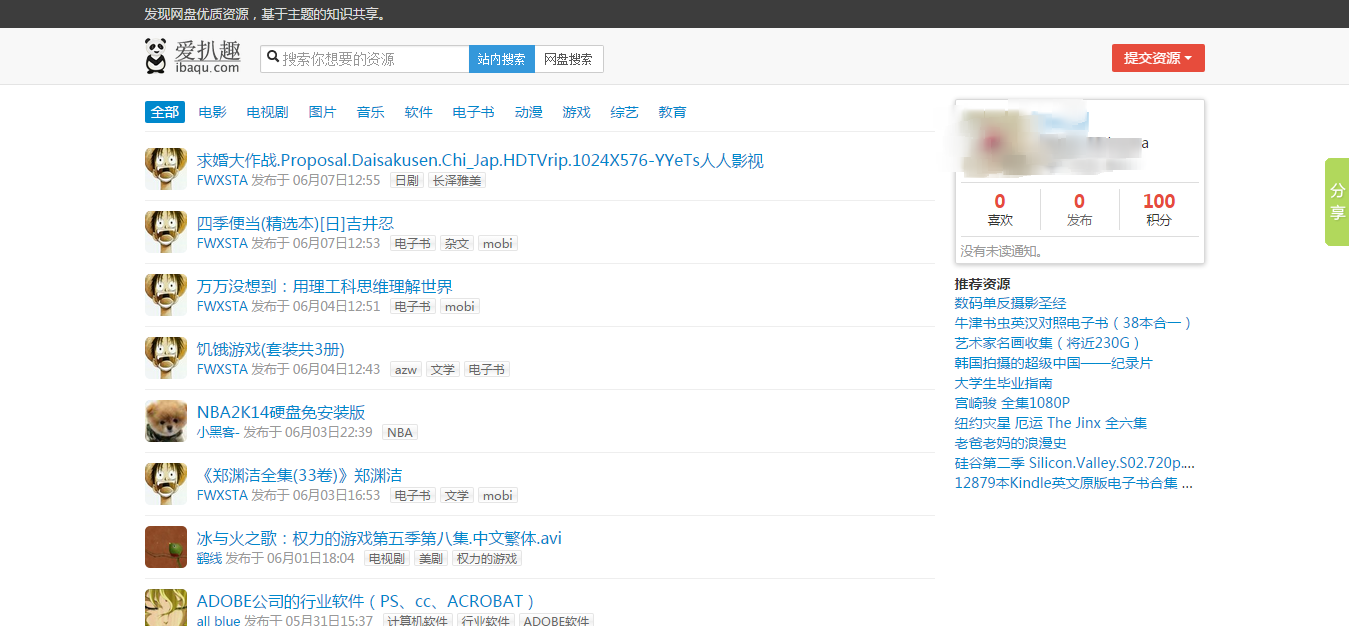 发现网盘优质资源，基于主题的知识共享。
爱扒趣
ibaqu.com
搜索你想要的资源 站内搜索 网盘搜索
提交资源
全部 电影 电视剧 图片 音乐 软件 电子书 动漫 游戏 综艺 教育
求婚大作战.Proposal.Daisakusen.Chi_Jap.HDTVrip.1024X576-YYeTs人人影视
FWXSTA 发布于 06月07日12:55 日剧 长泽雅美
四季便当(精选本)[日]吉井忍
FWXSTA 发布于 06月07日12:53 电子书 杂文 mobi
万万没想到：用理工科思维理解世界
FWXSTA 发布于 06月04日12:51 电子书 mobi
饥饿游戏(套装共3册)
FWXSTA 发布于 06月04日12:43 azw 文学 电子书
NBA2K14硬盘免安装版
小黑客- 发布于 06月03日22:39 NBA
《郑渊洁全集(33卷)》郑渊洁
FWXSTA 发布于 06月03日16:53 电子书 文学 mobi
冰与火之歌：权力的游戏第五季第八集.中文繁体.avi
鹞线 发布于 06月01日18:04 电视剧 美剧 权力的游戏
ADOBE公司的行业软件（PS、cc、ACROBAT）
all blue 发布于 05月31日15:37 计算机软件 行业软件 ADOBE软件
a
0 0 100
喜欢 发布 积分
没有未读通知。
推荐资源
数码单反摄影圣经
牛津书虫英汉对照电子书（38本合一）
艺术家名画收集（将近230G）
韩国拍摄的超级中国——纪录片
大学生毕业指南
宫崎骏 全集1080P
纽约灾星 厄运 The Jinx 全六集
老爸老妈的浪漫史
硅谷第二季 Silicon.Valley.S02.720p....
12879本Kindle英文原版电子书合集 ...
分享